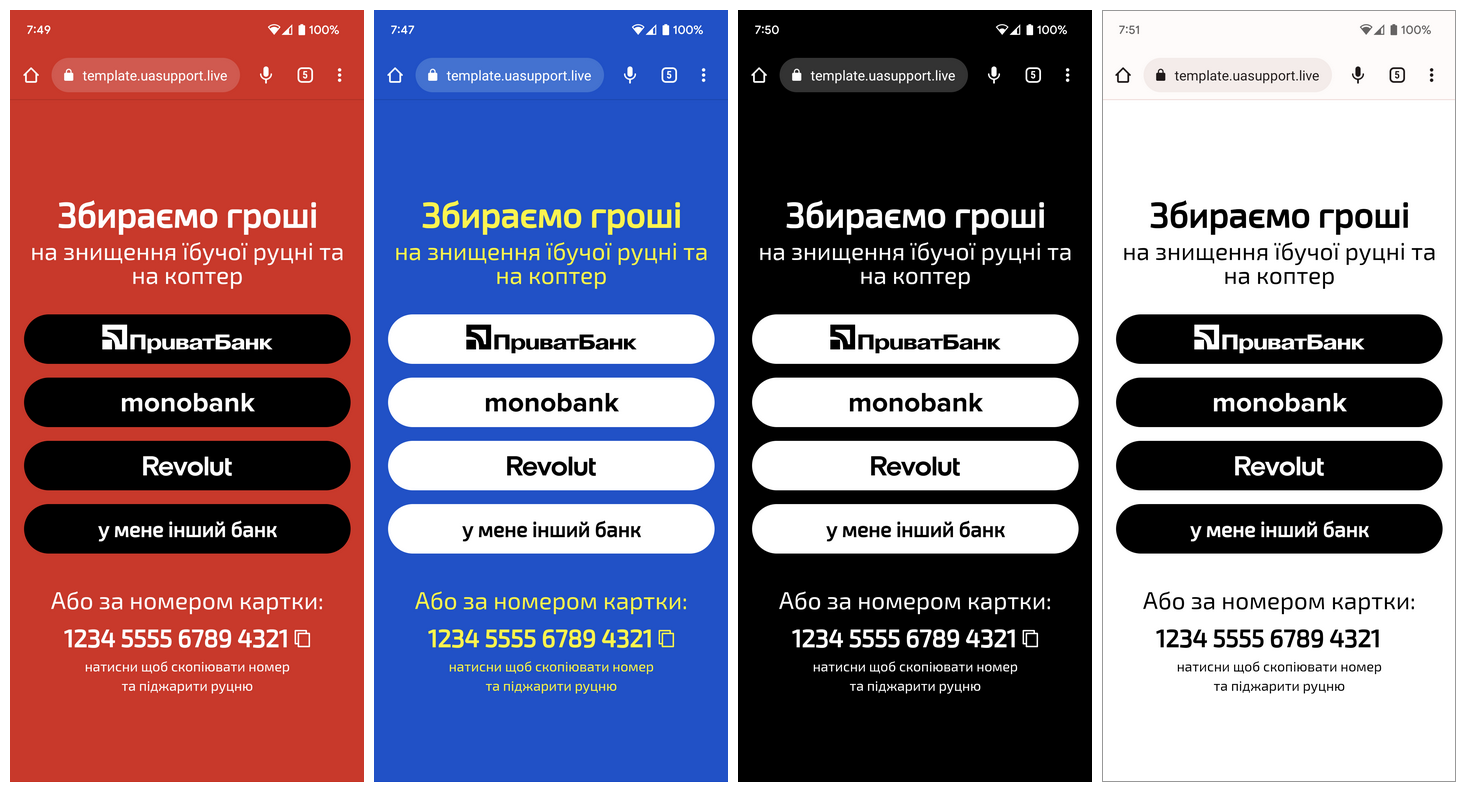 7:49
100%
template.uasupport.live
5
Збираємо гроші
на знищення їбучої руцні та
на коптер
ПриватБанк
monobank
Revolut
у мене інший банк
Або за номером картки:
1234 5555 6789 4321
натисни щоб скопіювати номер
та піджарити руцню
7:47
100%
template.uasupport.live
5
Збираємо гроші
на знищення їбучої руцні та
на коптер
ПриватБанк
monobank
Revolut
у мене інший банк
Або за номером картки:
1234 5555 6789 4321
натисни щоб скопіювати номер
та піджарити руцню
7:50
100%
template.uasupport.live
5
Збираємо гроші
на знищення їбучої руцні та
на коптер
ПриватБанк
monobank
Revolut
у мене інший банк
Або за номером картки:
1234 5555 6789 4321
натисни щоб скопіювати номер
та піджарити руцню
7:51
100%
template.uasupport.live
5
Збираємо гроші
на знищення їбучої руцні та
на коптер
ПриватБанк
monobank
Revolut
у мене інший банк
Або за номером картки:
1234 5555 6789 4321
натисни щоб скопіювати номер
та піджарити руцню